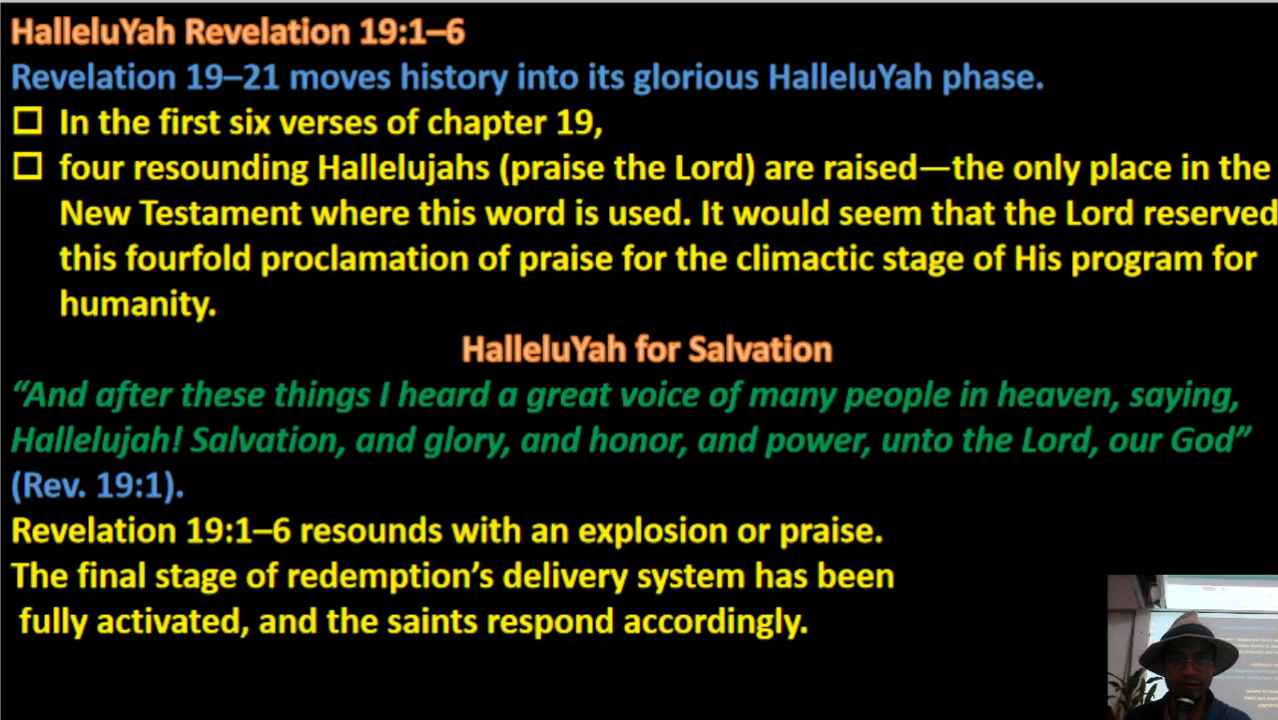 HalleluYah Revelation 19:1–6
Revelation 19–21 moves history into its glorious HalleluYah phase.
In the first six verses of chapter 19,
four resounding Hallelujahs (praise the Lord) are raised—the only place in the
New Testament where this word is used. It would seem that the Lord reserved
this fourfold proclamation of praise for the climactic stage of His program for
humanity.
HalleluYah for Salvation
“And after these things I heard a great voice of many people in heaven, saying,
Hallelujah! Salvation, and glory, and honor, and power, unto the Lord, our God”
(Rev. 19:1).
Revelation 19:1–6 resounds with an explosion or praise.
The final stage of redemption’s delivery system has been
fully activated, and the saints respond accordingly.